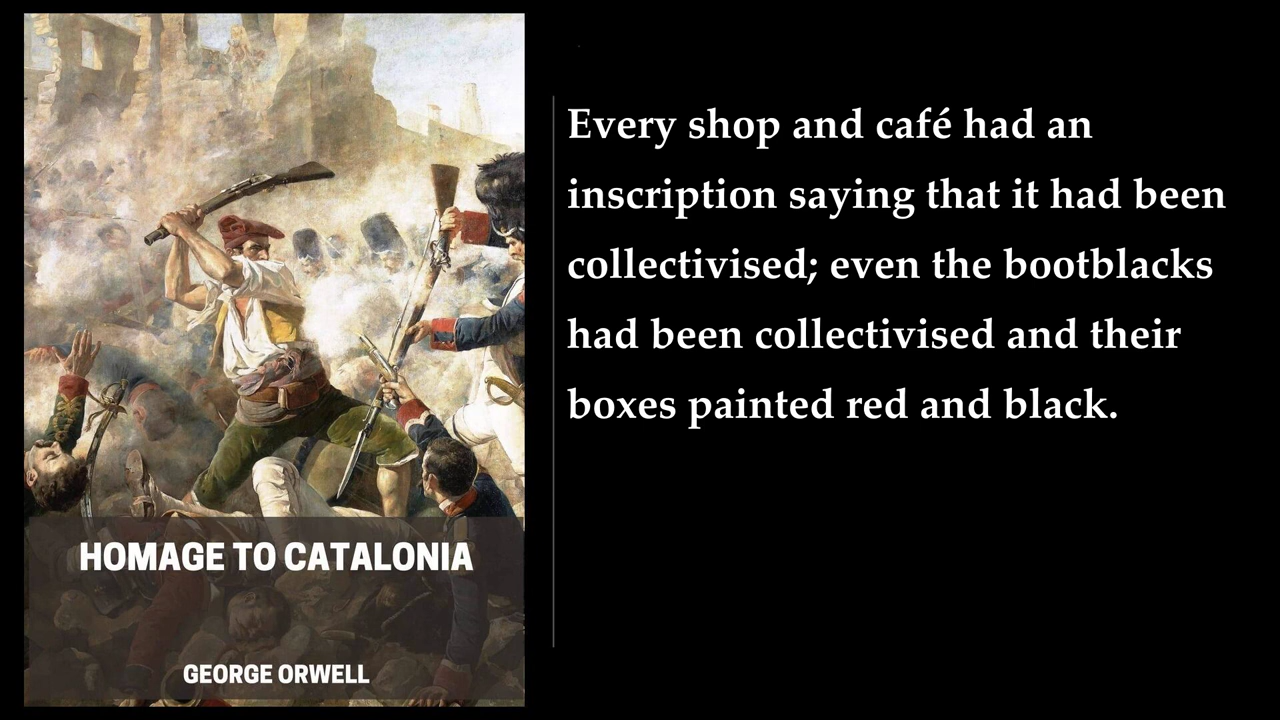 HOMAGE TO CATALONIA
GEORGE ORWELL
Every shop and café had an
inscription saying that it had been
collectivised; even the bootblacks
had been collectivised and their
boxes painted red and black.